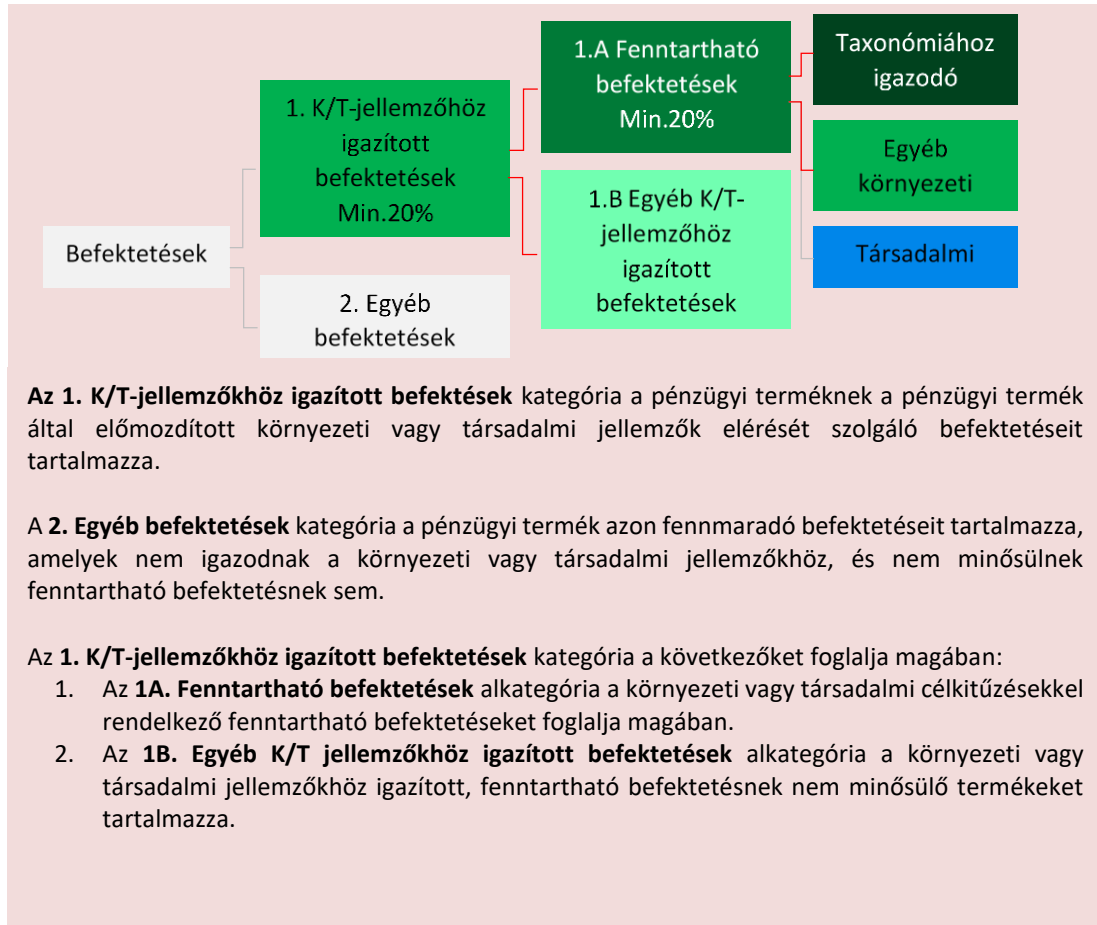 Befektetések
1. K/T-jellemzőhöz
igazított
befektetések
Min.20%
2. Egyéb
befektetések
1.A Fenntartható
befektetések
Min.20%
1.B Egyéb K/T-
jellemzőhöz
igazított
befektetések
Taxonómiához
igazodó
Egyéb
környezeti
Társadalmi
Az 1. K/T-jellemzőkhöz igazított befektések kategória a pénzügyi terméknek a pénzügyi termék
által előmozdított környezeti vagy társadalmi jellemzők elérését szolgáló befektetéseit
tartalmazza.
A 2. Egyéb befektetések kategória a pénzügyi termék azon fennmaradó befektetéseit tartalmazza,
amelyek nem igazodnak a környezeti vagy társadalmi jellemzőkhöz, és nem minősülnek
fenntartható befektetésnek sem.
Az 1. K/T-jellemzőkhöz igazított befektetések kategória a következőket foglalja magában:
1. Az 1A. Fenntartható befektetések alkategória a környezeti vagy társadalmi célkitűzésekkel
rendelkező fenntartható befektetéseket foglalja magában.
2. Az 1B. Egyéb K/T jellemzőkhöz igazított befektetések alkategória a környezeti vagy
társadalmi jellemzőkhöz igazított, fenntartható befektetésnek nem minősülő termékeket
tartalmazza.